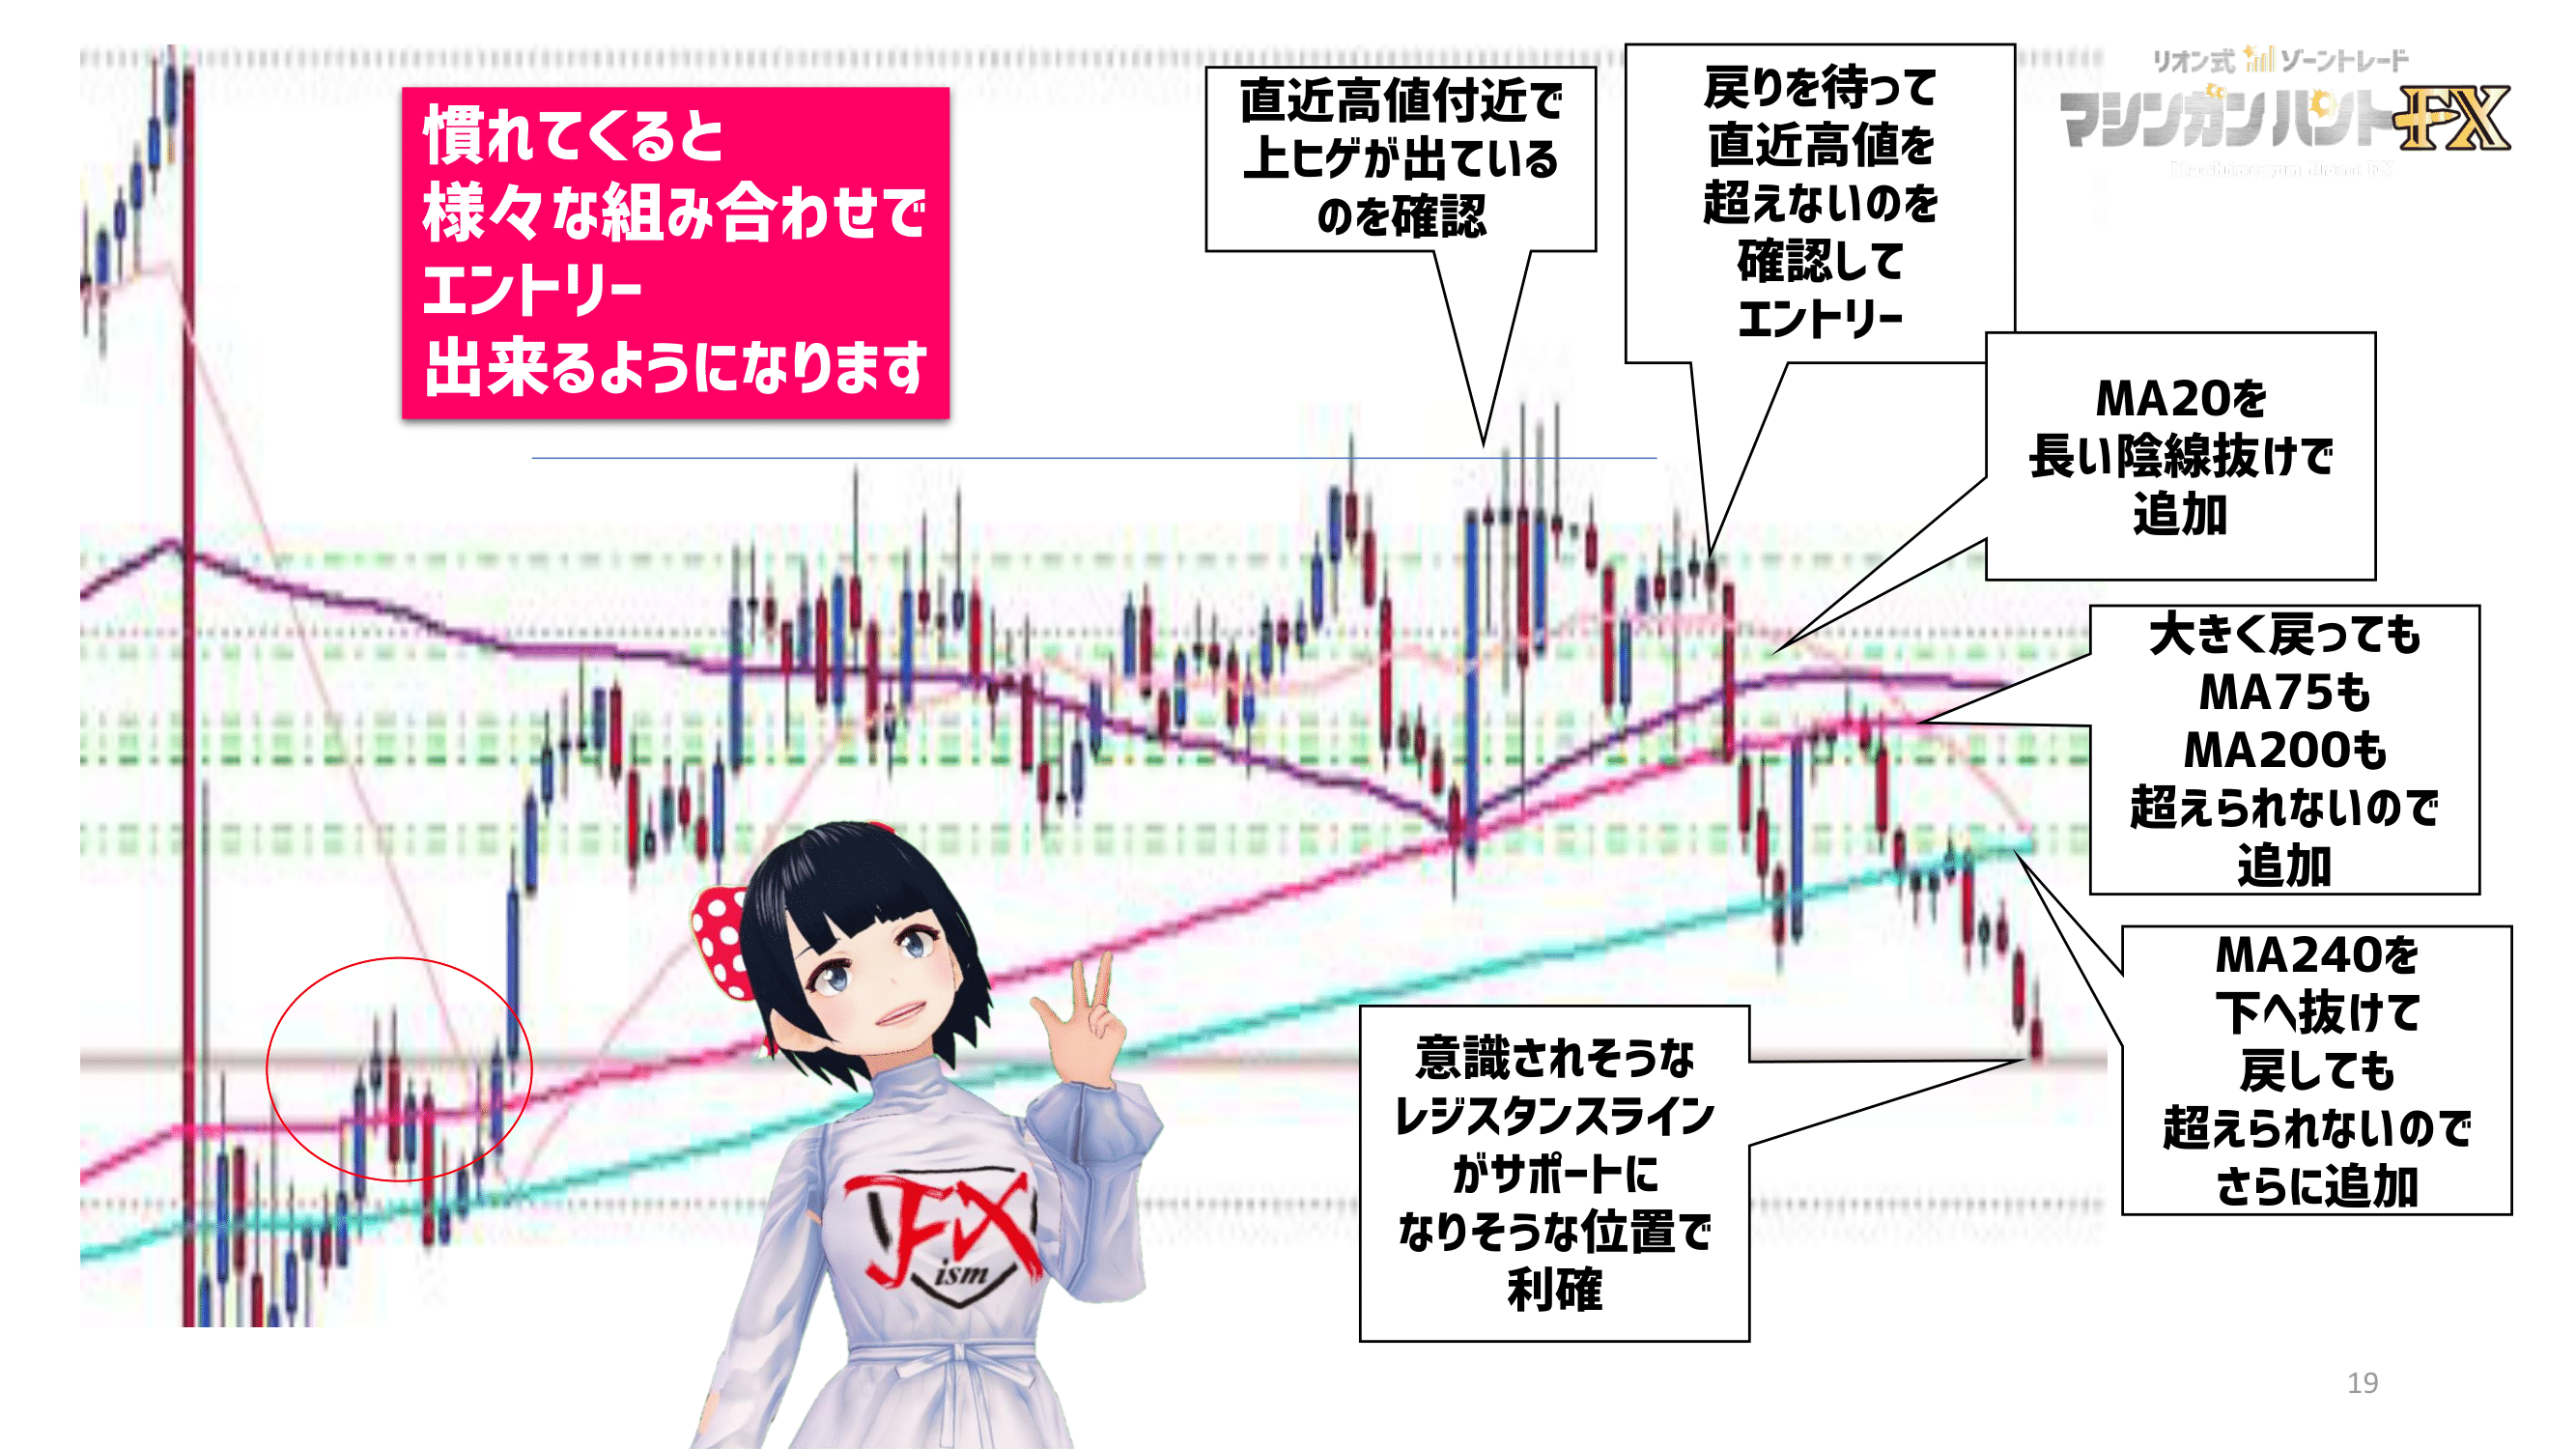 リオン式 ゾーントレード
マシンガンハントFX
Machinegun Hunt FX
慣れてくると
様々な組み合わせで
エントリー
出来るようになります
直近高値付近で
上ヒゲが出ている
のを確認
戻りを待って
直近高値を
超えないのを
確認して
エントリー
MA20を
長い陰線抜けで
追加
大きく戻っても
MA75も
MA200も
超えられないので
追加
MA240を
下へ抜けて
戻しても
超えられないので
さらに追加
意識されそうな
レジスタンスライン
がサポートに
なりそうな位置で
利確
FX
ism
19